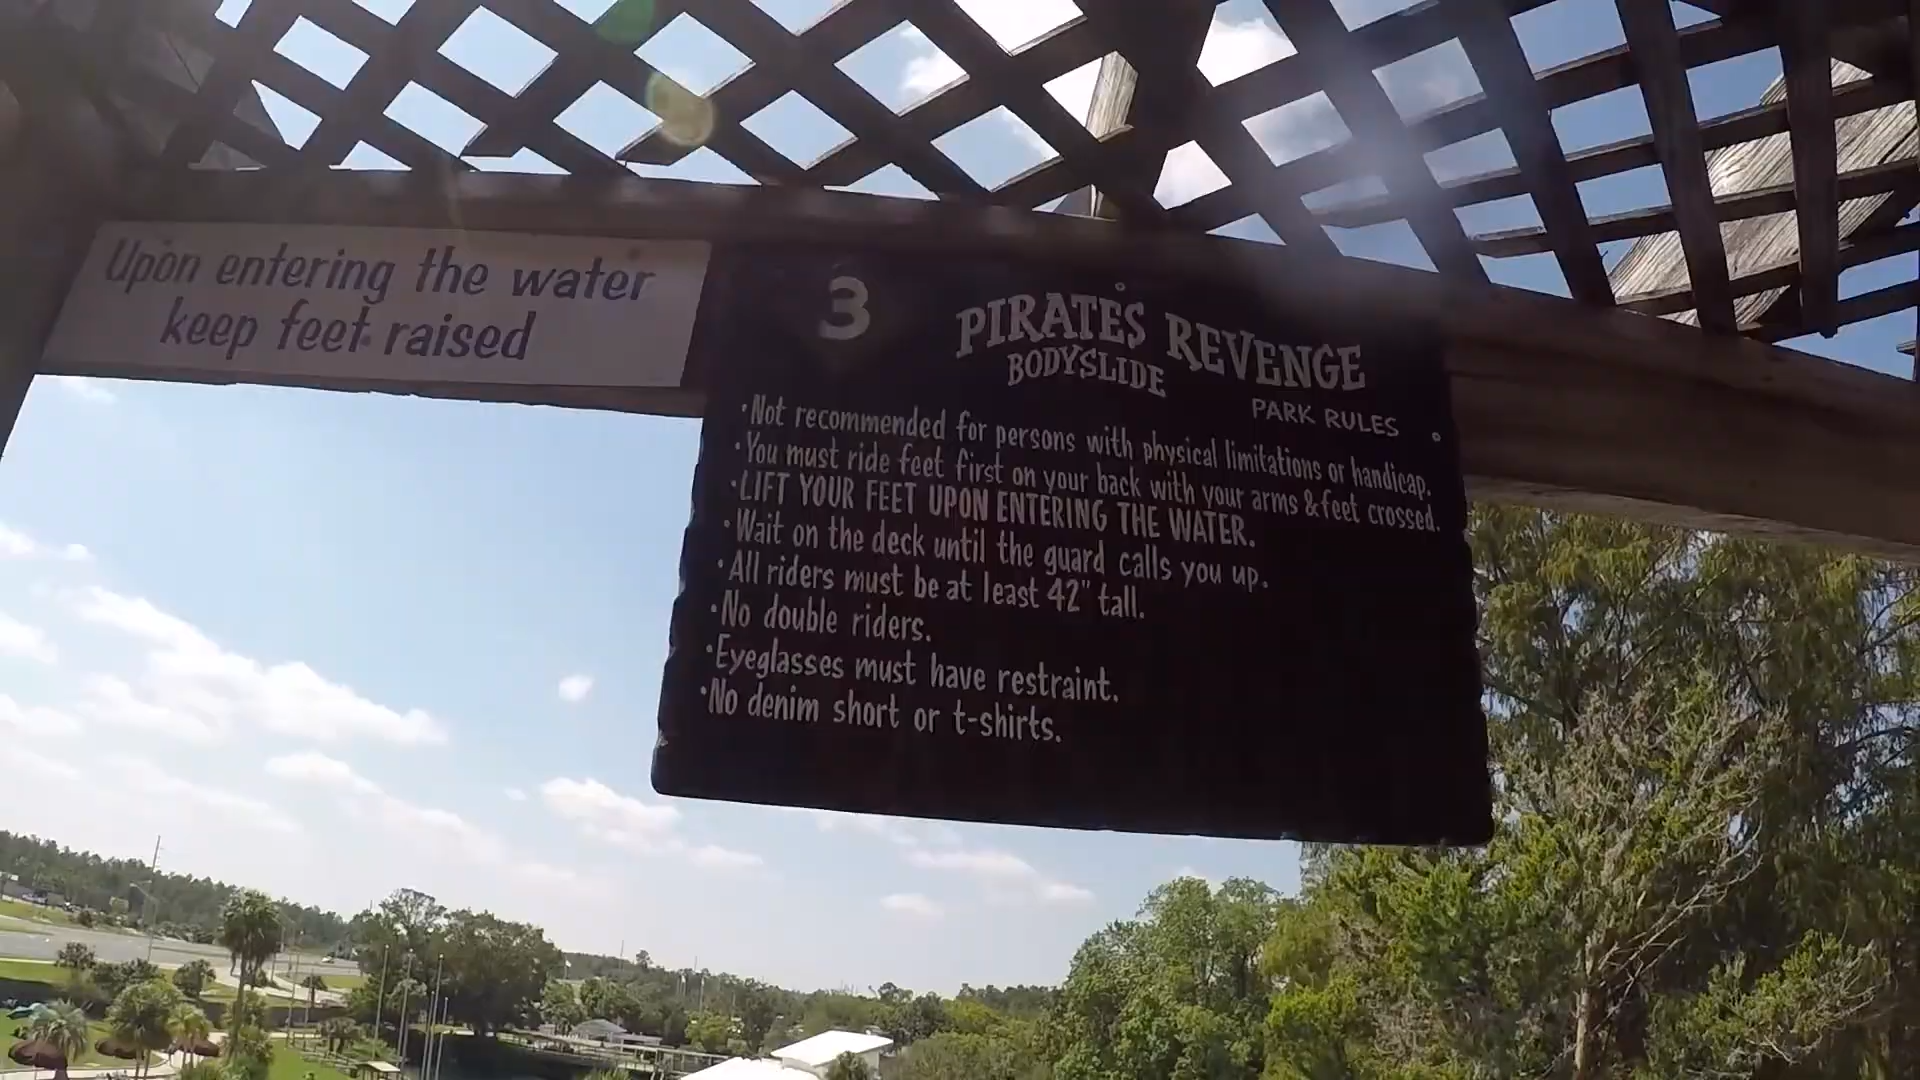 Upon entering the water
keep feet raised
3
PIRATE'S REVENGE
BODYSLIDE
PARK RULES
•Not recommended for persons with physical limitations or handicap.
•You must ride feet first on your back with your arms & feet crossed.
•LIFT YOUR FEET UPON ENTERING THE WATER.
•Wait on the deck until the guard calls you up.
•All riders must be at least 42" tall.
•No double riders.
•Eyeglasses must have restraint.
•No denim short or t-shirts.